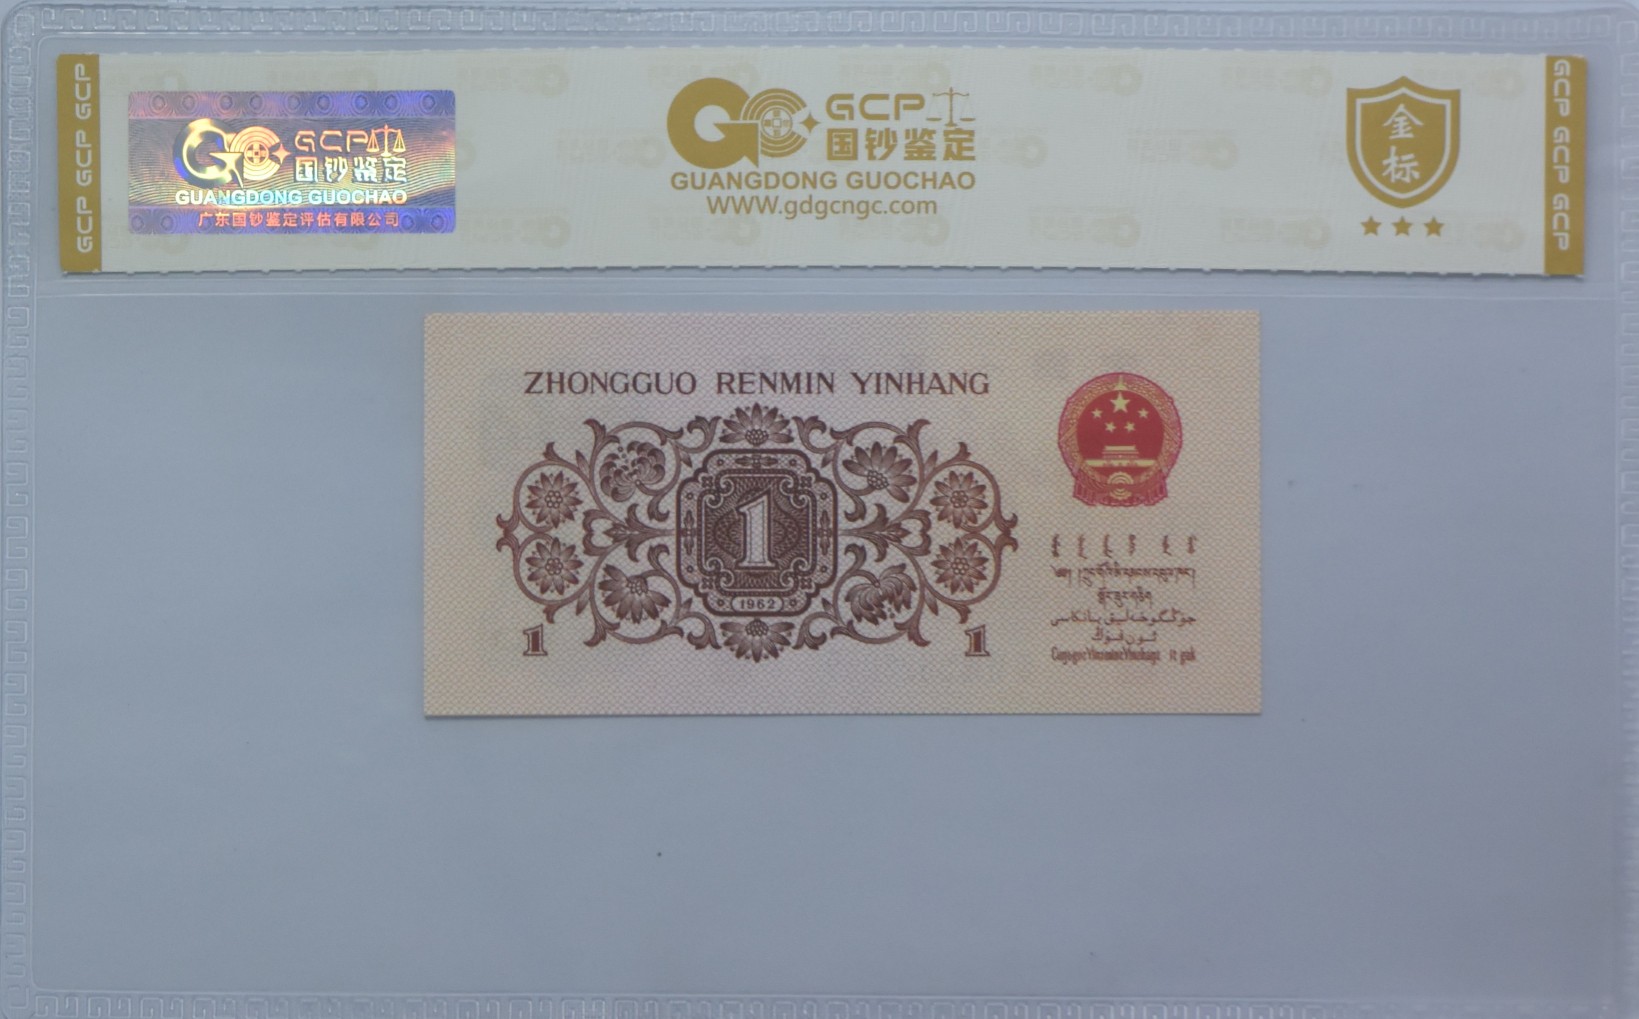 GCP GCP GCP
GCP
国钞鉴定
GUANGDONG GUOCHAO
广东国钞鉴定评估有限公司
GCP
国钞鉴定
GUANGDONG GUOCHAO
WWW.gdgcngc.com
金
标
GCP GCP GCP
ZHONGGUO RENMIN YINHANG
1
1962
1 1